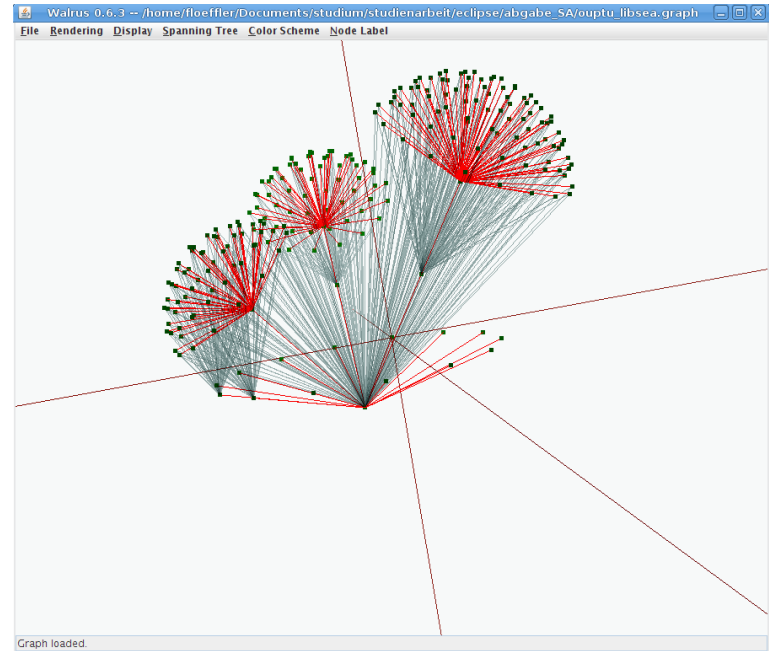 Walrus 0.6.3 -- /home/floeffler/Documents/studium/studienarbeit/eclipse/abgabe_SA/ouptu_libsea.graph
File Rendering Display Spanning Tree Color Scheme Node Label
Graph loaded.